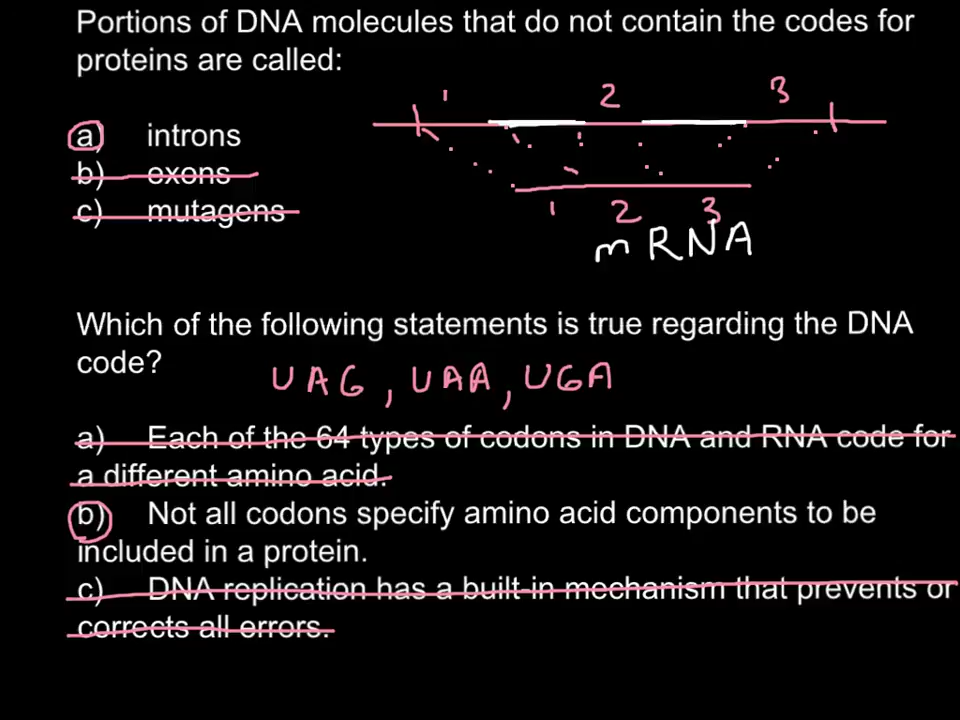 Portions of DNA molecules that do not contain the codes for
proteins are called:
1 2 3
a) introns
b) exons
c) mutagens
1 2 3
mRNA
Which of the following statements is true regarding the DNA
code?
UAG, UAA, UGA
a) Each of the 64 types of codons in DNA and RNA code for
a different amino acid.
b) Not all codons specify amino acid components to be
included in a protein.
c) DNA replication has a built-in mechanism that prevents or
corrects all errors.